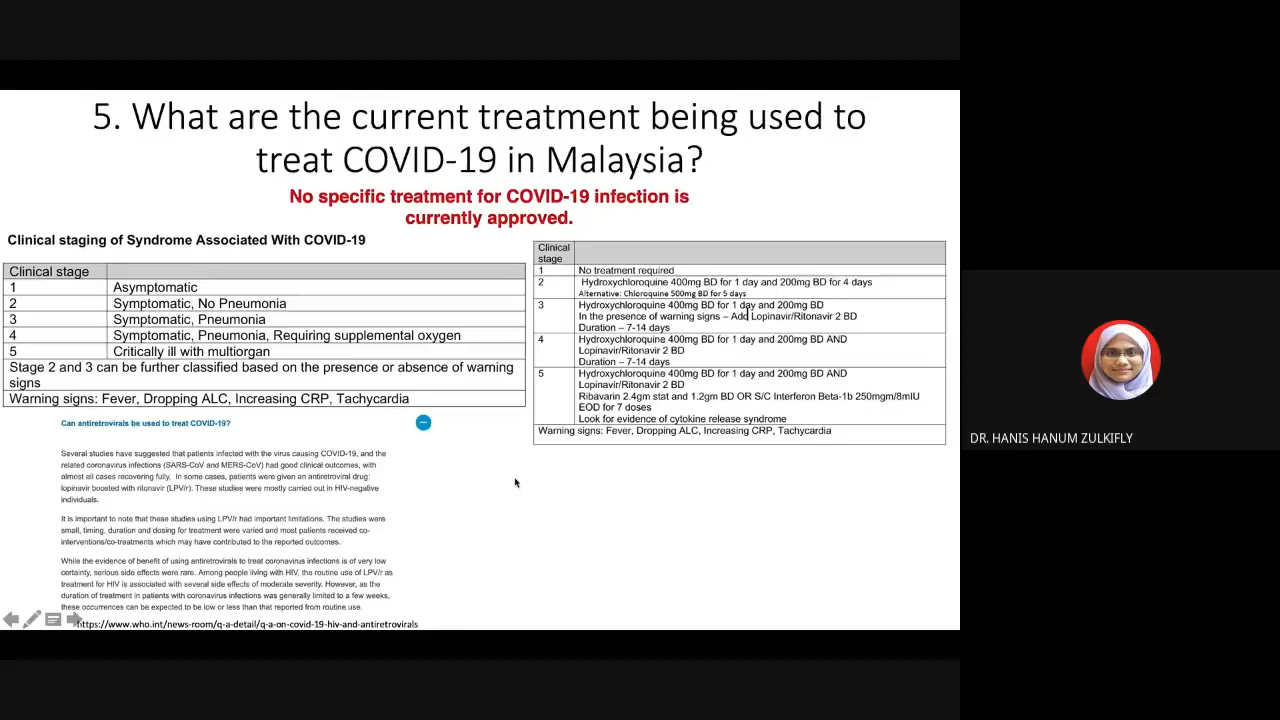 5. What are the current treatment being used to
treat COVID-19 in Malaysia?
No specific treatment for COVID-19 infection is
currently approved.
Clinical staging of Syndrome Associated With COVID-19
Clinical stage
1 Asymptomatic
2 Symptomatic, No Pneumonia
3 Symptomatic, Pneumonia
4 Symptomatic, Pneumonia, Requiring supplemental oxygen
5 Critically ill with multiorgan
Stage 2 and 3 can be further classified based on the presence or absence of warning
signs
Warning signs: Fever, Dropping ALC, Increasing CRP, Tachycardia
Clinical
stage
1 No treatment required
2 Hydroxychloroquine 400mg BD for 1 day and 200mg BD for 4 days
Alternative: Chloroquine 500mg BD for 5 days
3 Hydroxychloroquine 400mg BD for 1 day and 200mg BD
In the presence of warning signs – Add Lopinavir/Ritonavir 2 BD
Duration – 7-14 days
4 Hydroxychloroquine 400mg BD for 1 day and 200mg BD AND
Lopinavir/Ritonavir 2 BD
Duration – 7-14 days
5 Hydroxychloroquine 400mg BD for 1 day and 200mg BD AND
Lopinavir/Ritonavir 2 BD
Ribavarin 2.4gm stat and 1.2gm BD OR S/C Interferon Beta-1b 250mgm/8mIU
EOD for 7 doses
Look for evidence of cytokine release syndrome
Warning signs: Fever, Dropping ALC, Increasing CRP, Tachycardia
Can antiretrovirals be used to treat COVID-19?
Several studies have suggested that patients infected with the virus causing COVID-19, and the
related coronavirus infections (SARS-CoV and MERS-CoV) had good clinical outcomes, with
almost all cases recovering fully. In some cases, patients were given an antiretroviral drug:
lopinavir boosted with ritonavir (LPV/r). These studies were mostly carried out in HIV-negative
individuals.
It is important to note that these studies using LPV/r had important limitations. The studies were
small, timing, duration and dosing for treatment were varied and most patients received co-
interventions/co-treatments which may have contributed to the reported outcomes.
While the evidence of benefit of using antiretrovirals to treat coronavirus infections is of very low
certainty, serious side effects were rare. Among people living with HIV, the routine use of LPV/r as
treatment for HIV is associated with several side effects of moderate severity. However, as the
duration of treatment in patients with coronavirus infections was generally limited to a few weeks,
these occurrences can be expected to be low or less than that reported from routine use.
https://www.who.int/news-room/q-a-detail/q-a-on-covid-19-hiv-and-antiretrovirals
DR. HANIS HANUM ZULKIFLY